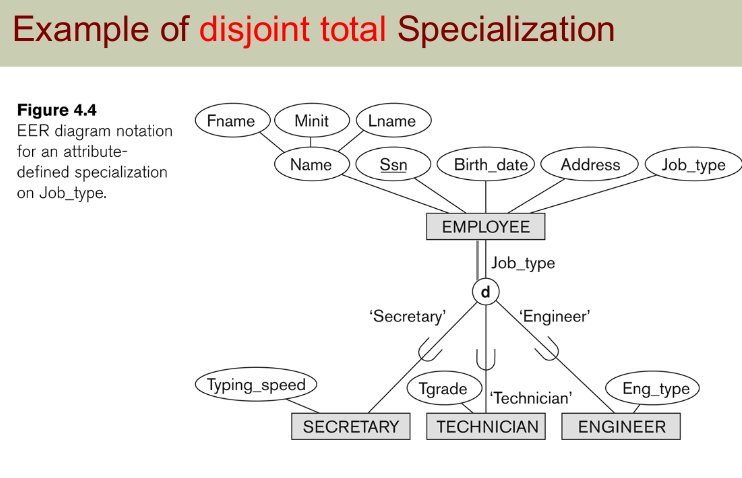 Example of disjoint total Specialization
Figure 4.4
EER diagram notation
for an attribute-
defined specialization
on Job_type.
Fname
Minit
Lname
Name
Ssn
Birth_date
Address
Job_type
EMPLOYEE
Job_type
d
‘Secretary’
‘Engineer’
Typing_speed
Tgrade
‘Technician’
Eng_type
SECRETARY
TECHNICIAN
ENGINEER